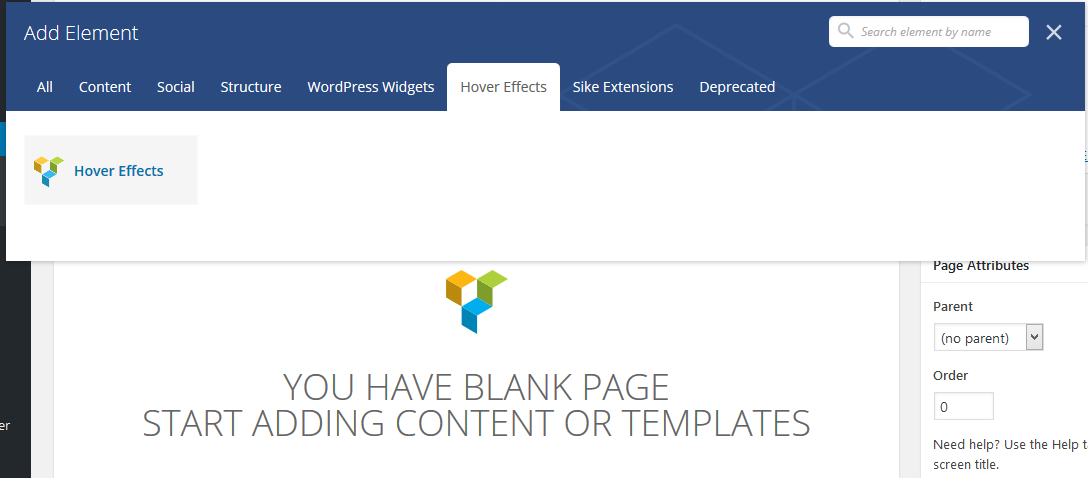 Add Element
Search element by name
All Content Social Structure WordPress Widgets Hover Effects Sike Extensions Deprecated
Hover Effects
Page Attributes
YOU HAVE BLANK PAGE
START ADDING CONTENT OR TEMPLATES
Parent
(no parent)
Order
0
Need help? Use the Help t
screen title.
er